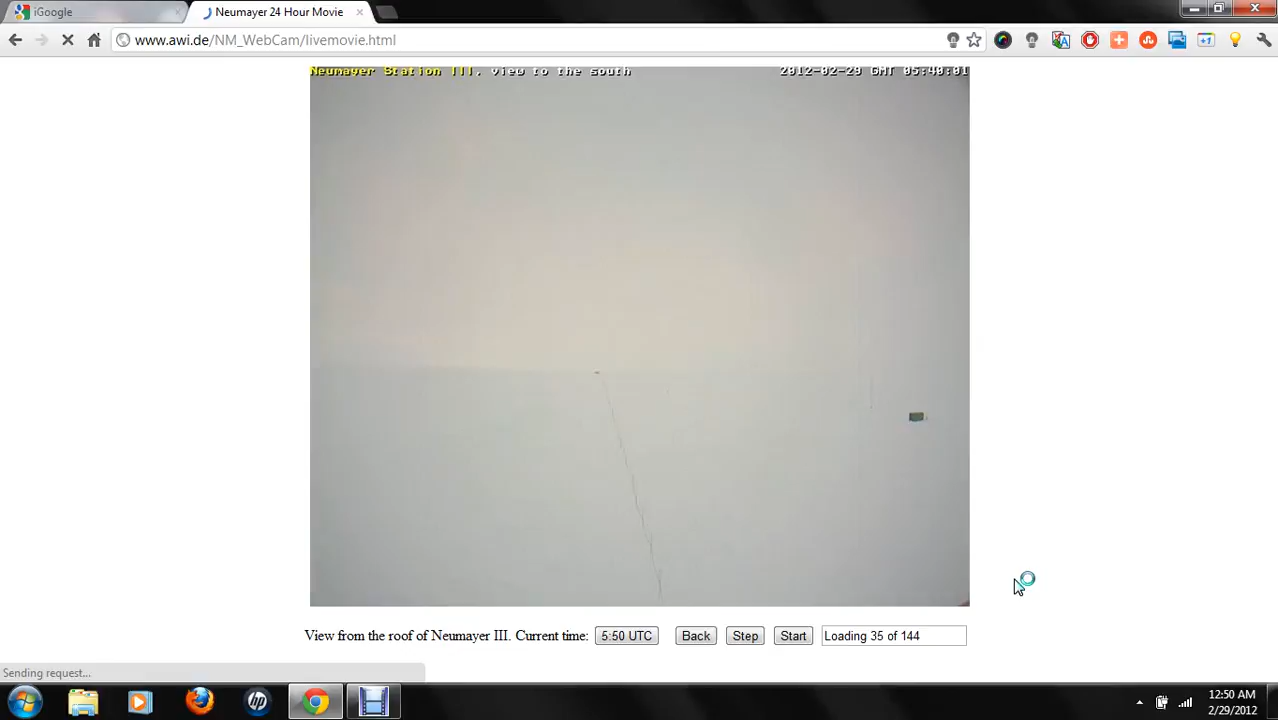 iGoogle
Neumayer 24 Hour Movie
www.awi.de/NM_WebCam/livemovie.html
Neumayer Station III, view to the south
2012-02-29 GMT 05:40:01
View from the roof of Neumayer III. Current time: 5:50 UTC Back Step Start Loading 35 of 144
Sending request...
12:50 AM
2/29/2012